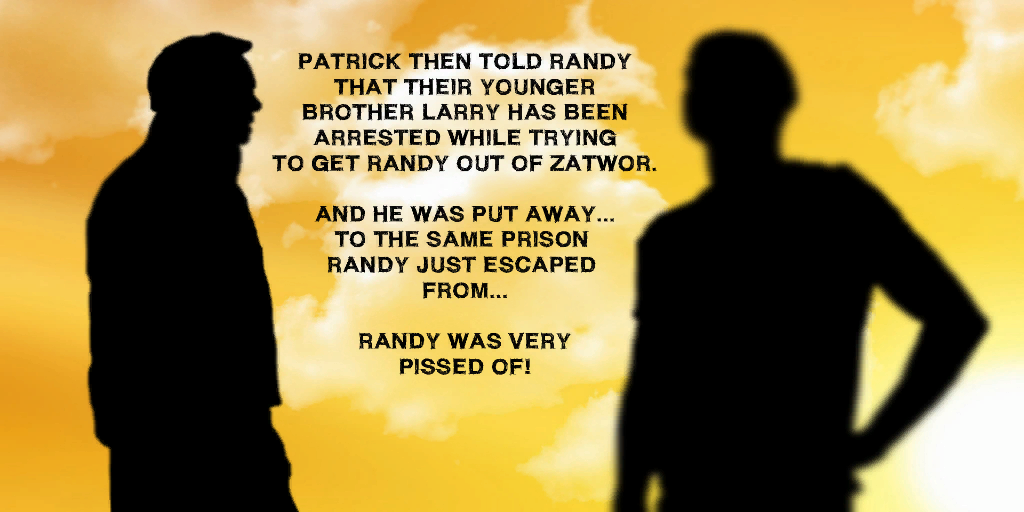 PATRICK THEN TOLD RANDY
THAT THEIR YOUNGER
BROTHER LARRY HAS BEEN
ARRESTED WHILE TRYING
TO GET RANDY OUT OF ZATWOR.
AND HE WAS PUT AWAY...
TO THE SAME PRISON
RANDY JUST ESCAPED
FROM...
RANDY WAS VERY
PISSED OF!